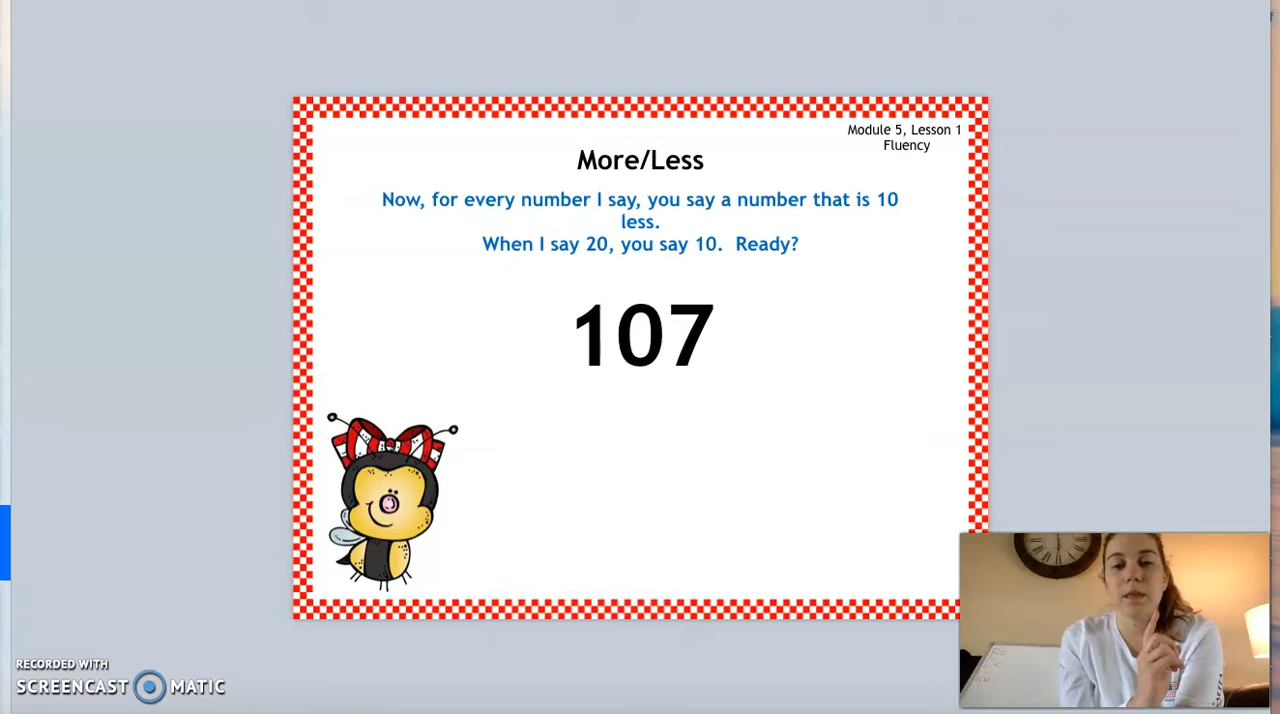 Module 5, Lesson 1
Fluency
More/Less
Now, for every number I say, you say a number that is 10
less.
When I say 20, you say 10.  Ready?
107
RECORDED WITH
SCREENCAST MATIC